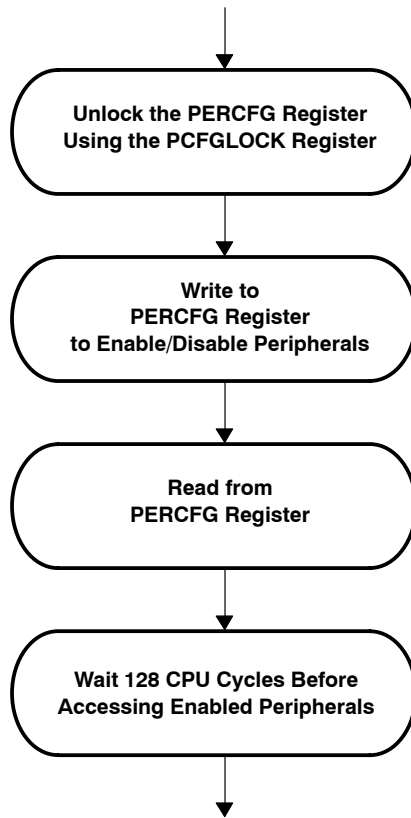 Unlock the PERCFG Register
Using the PCFGLOCK Register
Write to
PERCFG Register
to Enable/Disable Peripherals
Read from
PERCFG Register
Wait 128 CPU Cycles Before
Accessing Enabled Peripherals